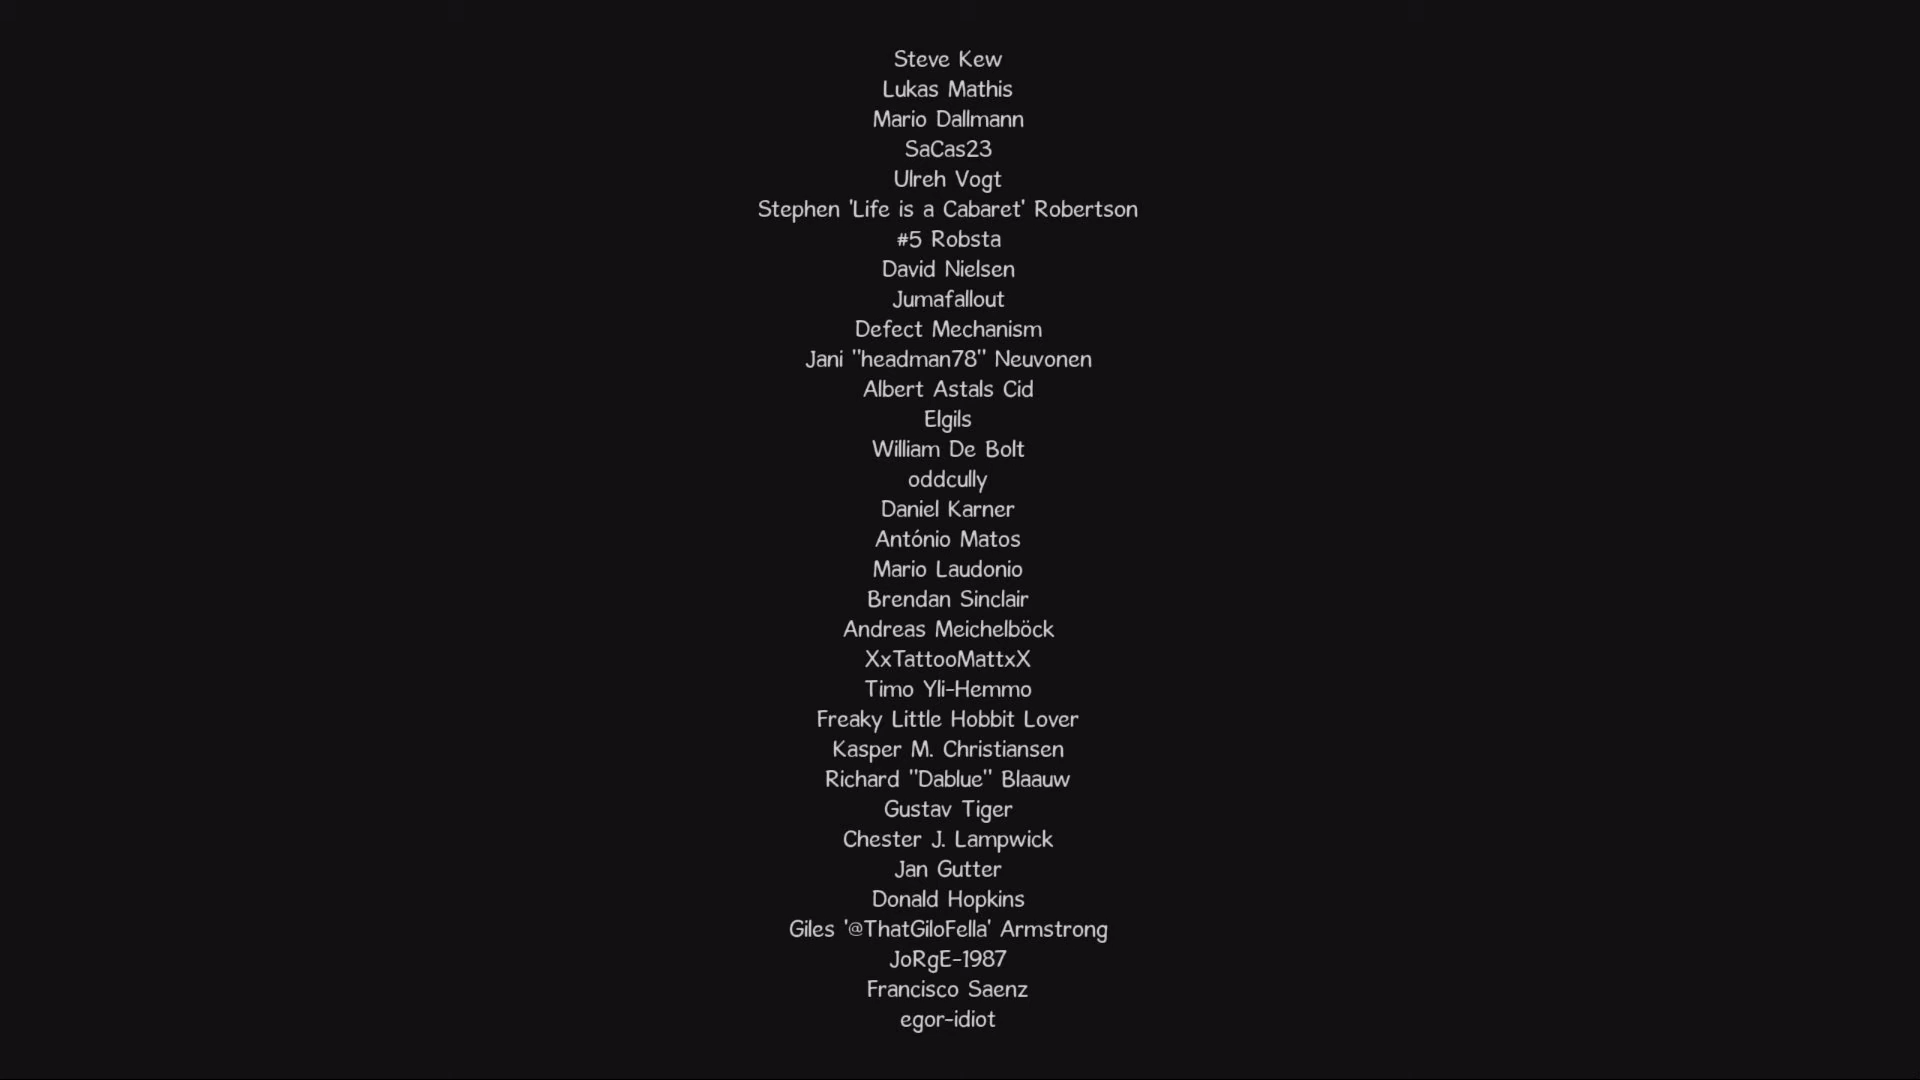 Steve Kew
Lukas Mathis
Mario Dallmann
SaCas23
Ulreh Vogt
Stephen 'Life is a Cabaret' Robertson
#5 Robsta
David Nielsen
Jumafallout
Defect Mechanism
Jani "headman78" Neuvonen
Albert Astals Cid
Elgils
William De Bolt
oddcully
Daniel Karner
António Matos
Mario Laudonio
Brendan Sinclair
Andreas Meichelböck
XxTattooMattxX
Timo Yli-Hemmo
Freaky Little Hobbit Lover
Kasper M. Christiansen
Richard "Dablue" Blaauw
Gustav Tiger
Chester J. Lampwick
Jan Gutter
Donald Hopkins
Giles '@ThatGiloFella' Armstrong
JoRgE-1987
Francisco Saenz
egor-idiot